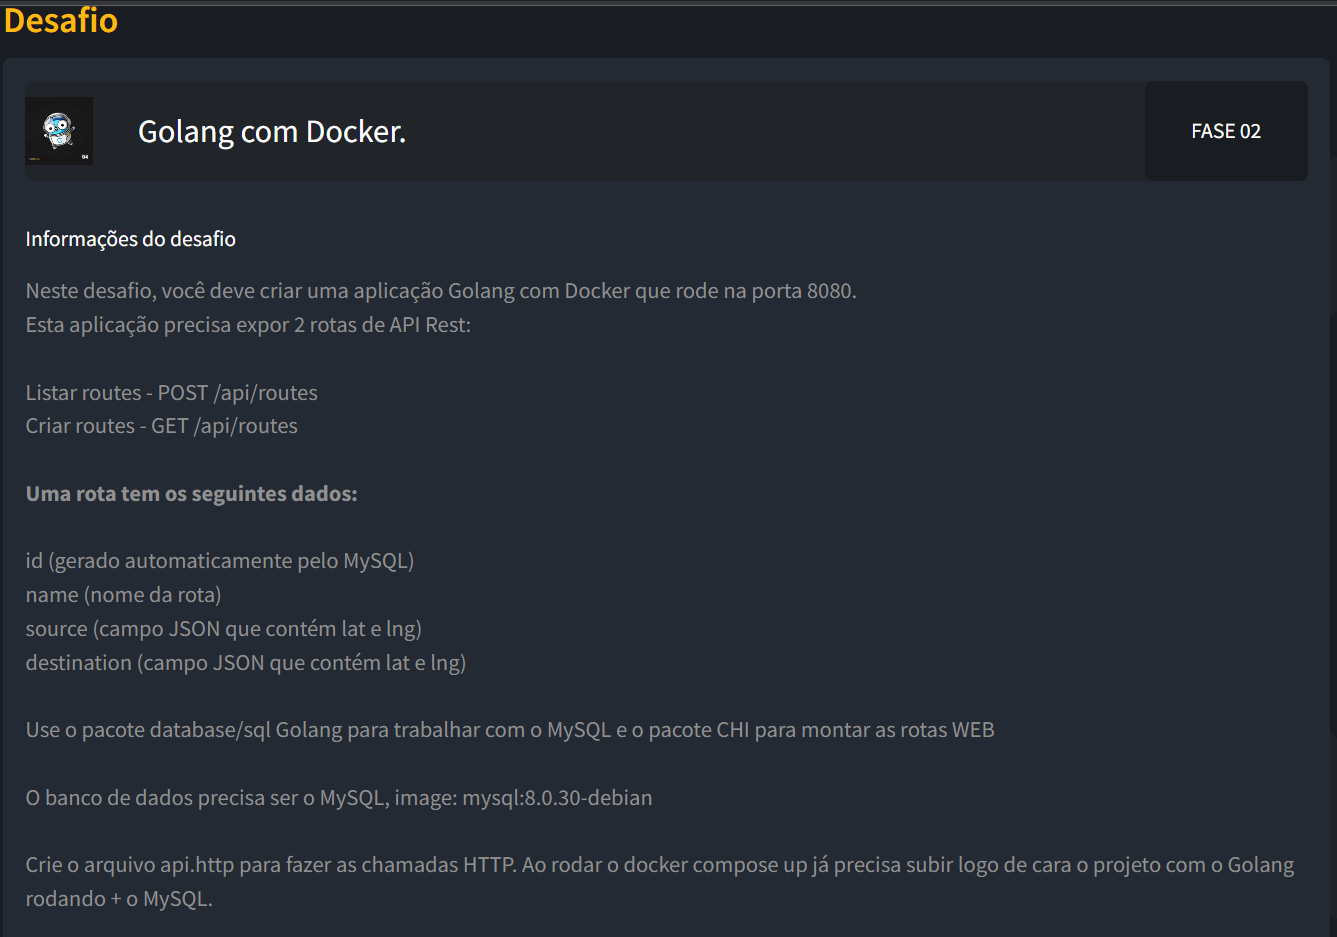 Desafio
Golang com Docker.
FASE 02
Informações do desafio
Neste desafio, você deve criar uma aplicação Golang com Docker que rode na porta 8080.
Esta aplicação precisa expor 2 rotas de API Rest:
Listar routes - POST /api/routes
Criar routes - GET /api/routes
Uma rota tem os seguintes dados:
id (gerado automaticamente pelo MySQL)
name (nome da rota)
source (campo JSON que contém lat e lng)
destination (campo JSON que contém lat e lng)
Use o pacote database/sql Golang para trabalhar com o MySQL e o pacote CHI para montar as rotas WEB
O banco de dados precisa ser o MySQL, image: mysql:8.0.30-debian
Crie o arquivo api.http para fazer as chamadas HTTP. Ao rodar o docker compose up já precisa subir logo de cara o projeto com o Golang
rodando + o MySQL.